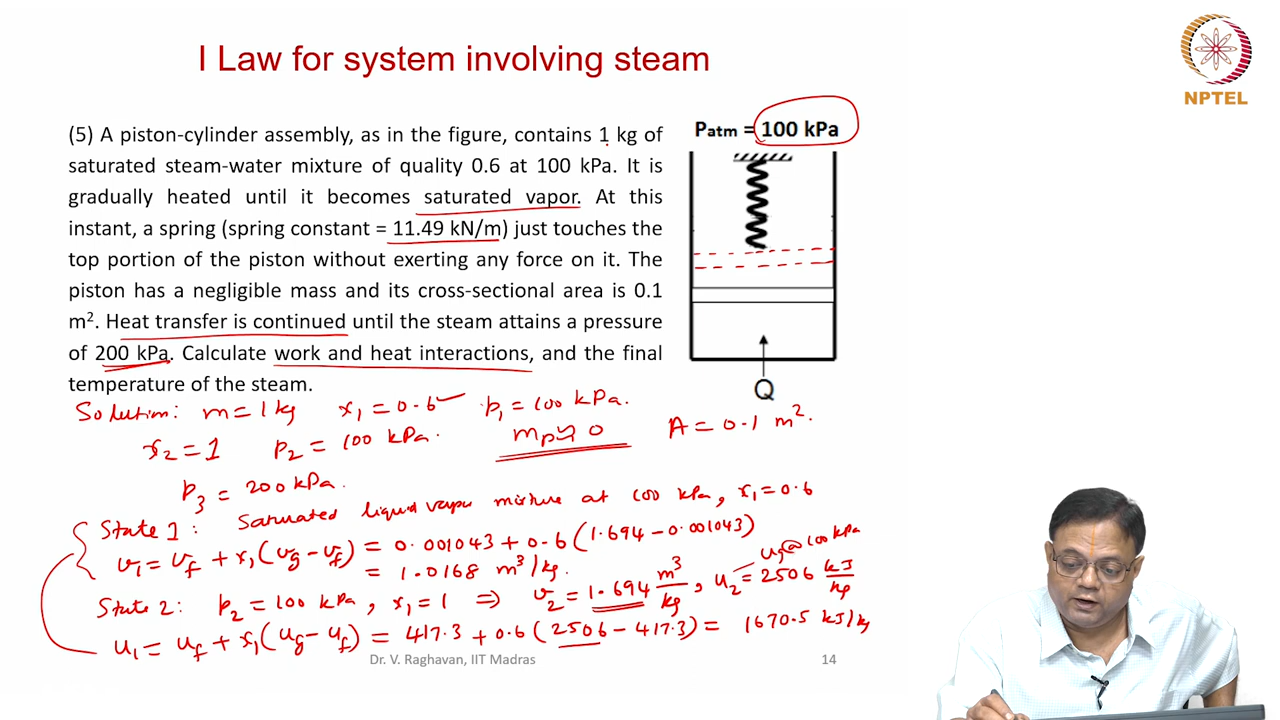 I Law for system involving steam
NPTEL
(5) A piston-cylinder assembly, as in the figure, contains 1 kg of
saturated steam-water mixture of quality 0.6 at 100 kPa. It is
gradually heated until it becomes saturated vapor. At this
instant, a spring (spring constant = 11.49 kN/m) just touches the
top portion of the piston without exerting any force on it. The
piston has a negligible mass and its cross-sectional area is 0.1
m². Heat transfer is continued until the steam attains a pressure
of 200 kPa. Calculate work and heat interactions, and the final
temperature of the steam.
Patm = 100 kPa
Q
Solution: m = 1 kg x₁ = 0.6 p₁ = 100 kPa.
x₂ = 1 p₂ = 100 kPa. mp ≈ 0 A = 0.1 m².
p₃ = 200 kPa.
State 1: Saturated liquid vapor mixture at 100 kPa, x₁ = 0.6
v₁ = vf + x₁(vg - vf) = 0.001043 + 0.6(1.694 - 0.001043)
= 1.0168 m³/kg.
State 2: p₂ = 100 kPa, x₁ = 1 ⇒ v₂ = 1.694 m³/kg, u₂ = 2506 kJ/kg
ug @ 100 kPa
u₁ = uf + x₁(ug - uf) = 417.3 + 0.6(2506 - 417.3) = 1670.5 kJ/kg
Dr. V. Raghavan, IIT Madras
14